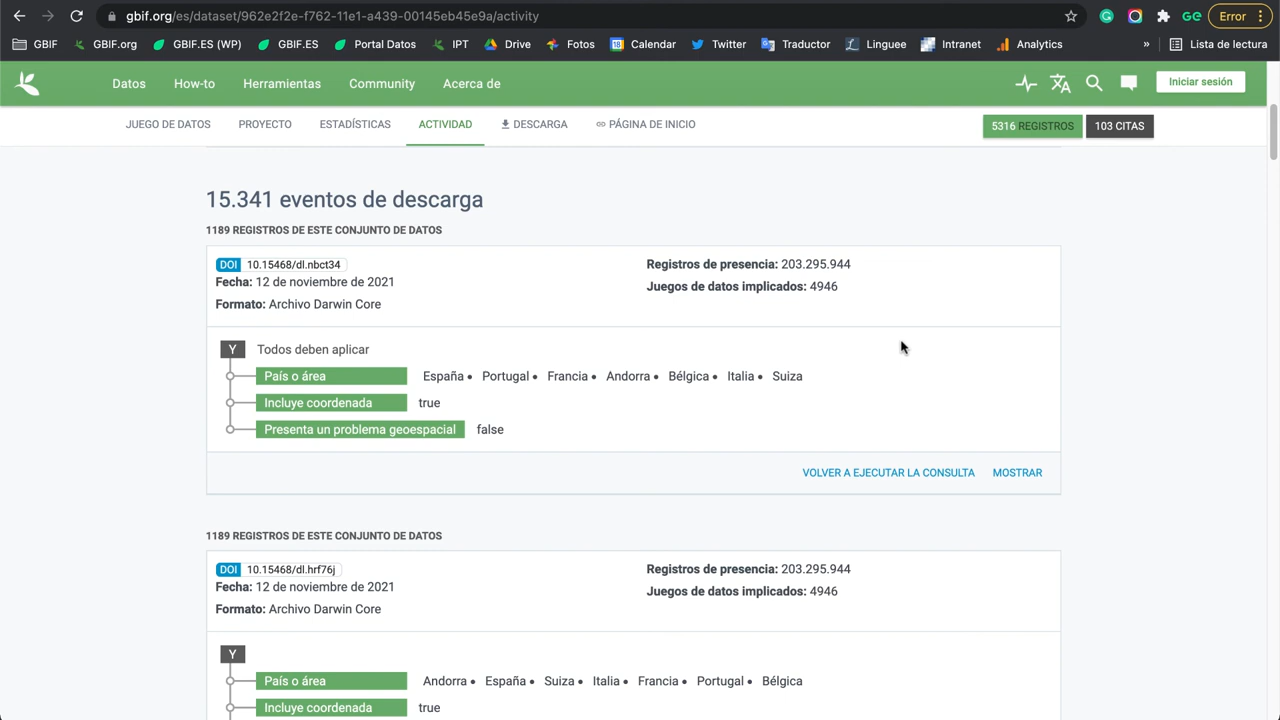 gbif.org/es/dataset/962e2f2e-f762-11e1-a439-00145eb45e9a/activity
Error
GBIF
GBIF.org
GBIF.ES (WP)
GBIF.ES
Portal Datos
IPT
Drive
Fotos
Calendar
Twitter
Traductor
Linguee
Intranet
Analytics
»
Lista de lectura
Datos
How-to
Herramientas
Community
Acerca de
Iniciar sesión
JUEGO DE DATOS
PROYECTO
ESTADÍSTICAS
ACTIVIDAD
DESCARGA
PÁGINA DE INICIO
5316 REGISTROS
103 CITAS
15.341 eventos de descarga
1189 REGISTROS DE ESTE CONJUNTO DE DATOS
DOI 10.15468/dl.nbct34
Fecha: 12 de noviembre de 2021
Formato: Archivo Darwin Core
Registros de presencia: 203.295.944
Juegos de datos implicados: 4946
Y Todos deben aplicar
País o área España • Portugal • Francia • Andorra • Bélgica • Italia • Suiza
Incluye coordenada true
Presenta un problema geoespacial false
VOLVER A EJECUTAR LA CONSULTA MOSTRAR
1189 REGISTROS DE ESTE CONJUNTO DE DATOS
DOI 10.15468/dl.hrf76j
Fecha: 12 de noviembre de 2021
Formato: Archivo Darwin Core
Registros de presencia: 203.295.944
Juegos de datos implicados: 4946
Y
País o área Andorra • España • Suiza • Italia • Francia • Portugal • Bélgica
Incluye coordenada true